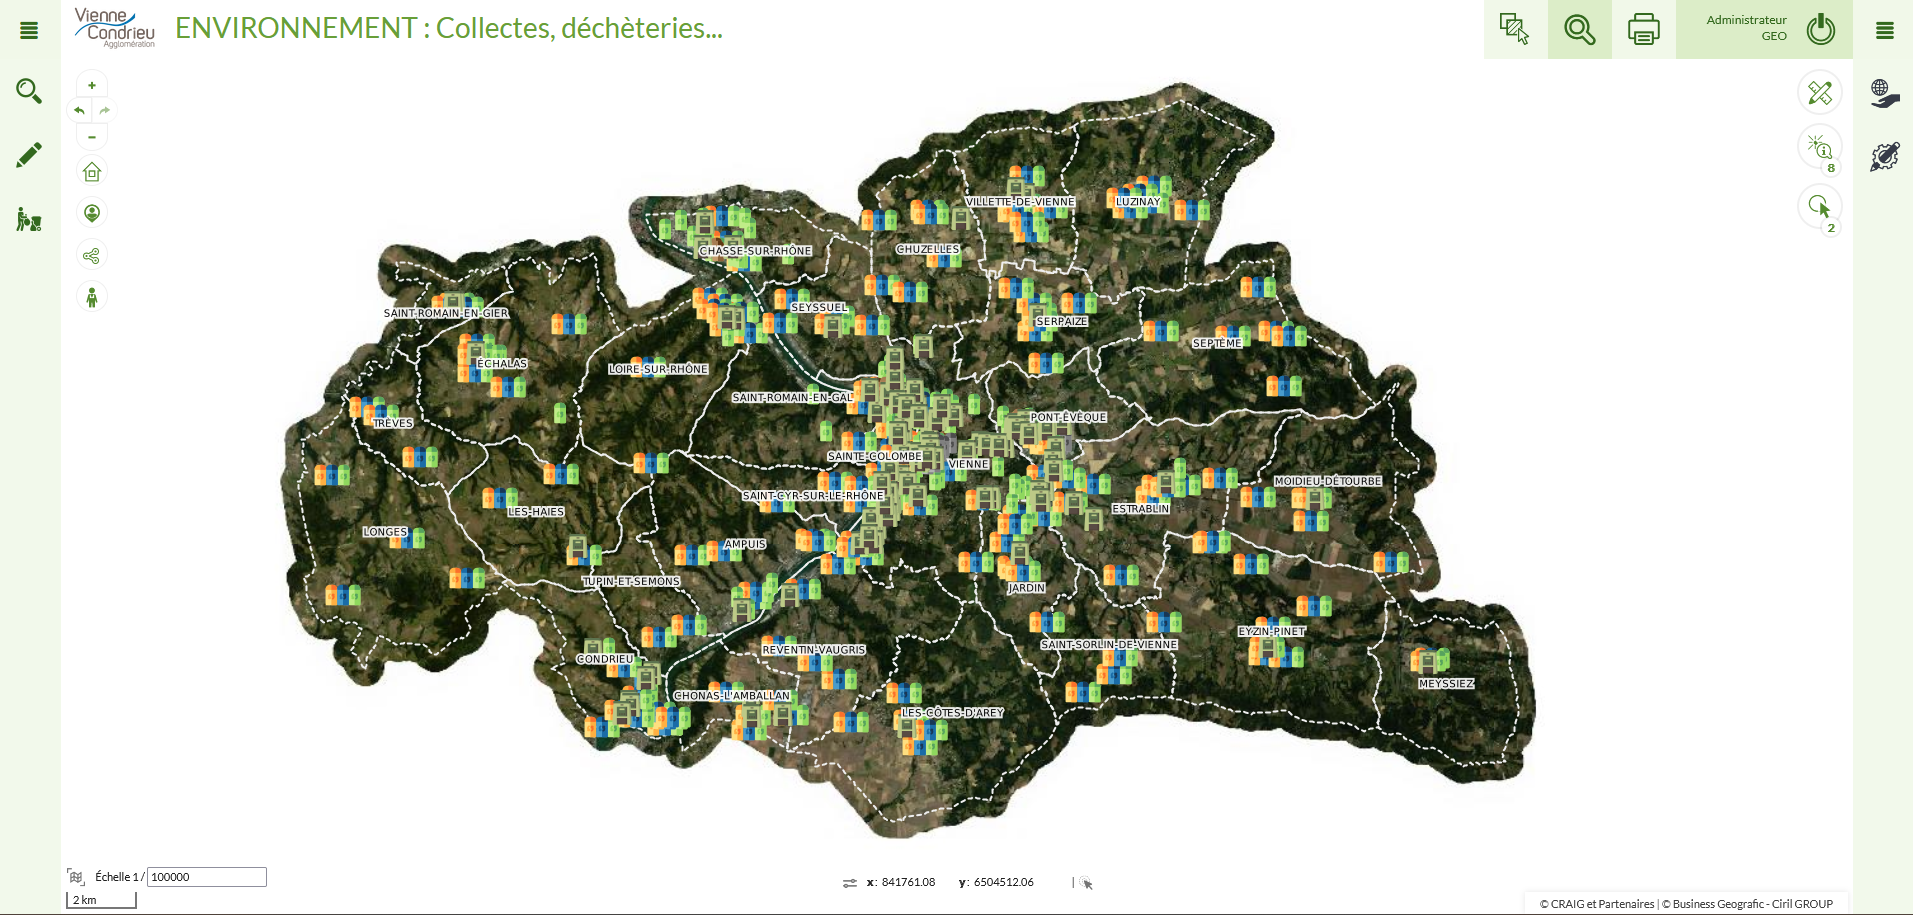 Vienne
Condrieu
Agglomération
ENVIRONNEMENT : Collectes, déchèteries...
Administrateur
GEO
8
2
VILLETTE-DE-VIENNE
LUZINAY
CHASSE-SUR-RHÔNE
CHUZELLES
SAINT-ROMAIN-EN-GIER
SEYSSUEL
SERPAIZE
SEPTÈME
ÉCHALAS
LOIRE-SUR-RHÔNE
SAINT-ROMAIN-EN-GAL
TRÈVES
PONT-ÉVÊQUE
SAINTE-COLOMBE
VIENNE
MOIDIEU-DÉTOURBE
SAINT-CYR-SUR-LE-RHÔNE
LES-HAIES
ESTRABLIN
LONGES
AMPUIS
TUPIN-ET-SEMONS
JARDIN
EYZIN-PINET
SAINT-SORLIN-DE-VIENNE
REVENTIN-VAUGRIS
CONDRIEU
MEYSSIEZ
CHONAS-L'AMBALLAN
LES-CÔTES-D'AREY
Échelle 1 / 100000
2 km
x : 841761.08 y : 6504512.06 |
© CRAIG et Partenaires | © Business Geografic - Ciril GROUP